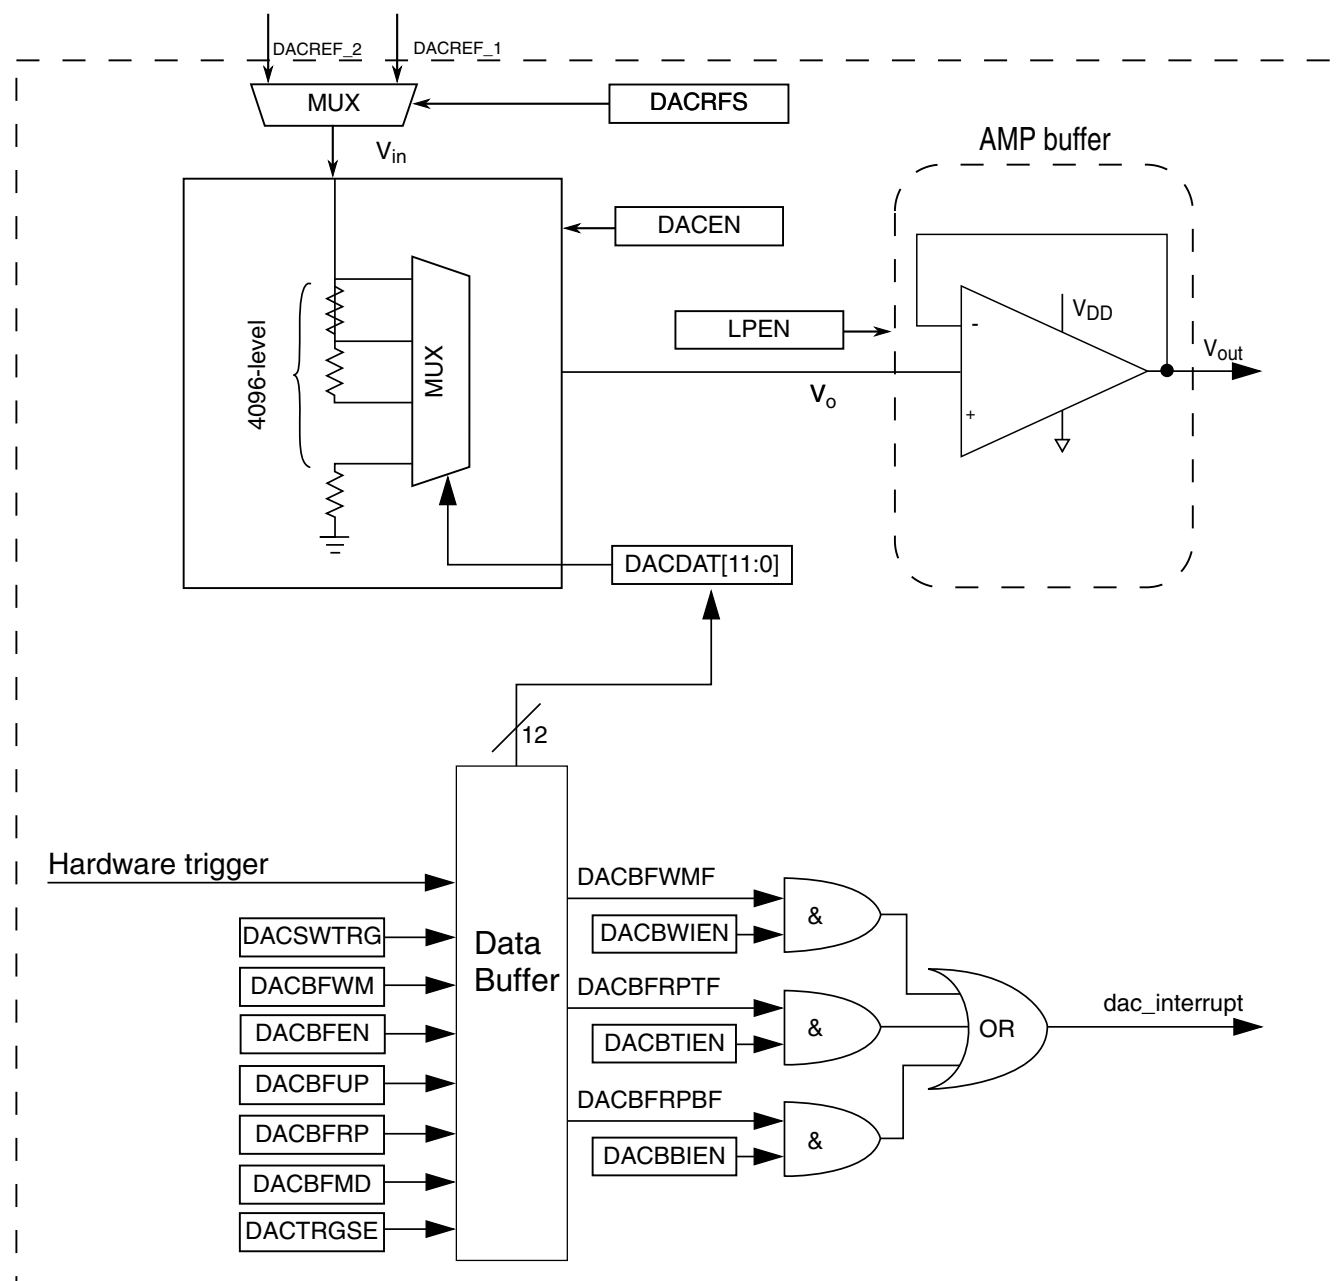 DACREF_2
DACREF_1
MUX
DACRFS
Vin
AMP buffer
DACEN
LPEN
VDD
-
+
Vout
Vo
4096-level
MUX
DACDAT[11:0]
12
Hardware trigger
DACSWTRG
DACBFWM
DACBFEN
DACBFUP
DACBFRP
DACBFMD
DACTRGSE
Data
Buffer
DACBFWMF
DACBWIEN
&
DACBFRPTF
DACBTIEN
&
DACBFRPBF
DACBBIEN
&
OR
dac_interrupt